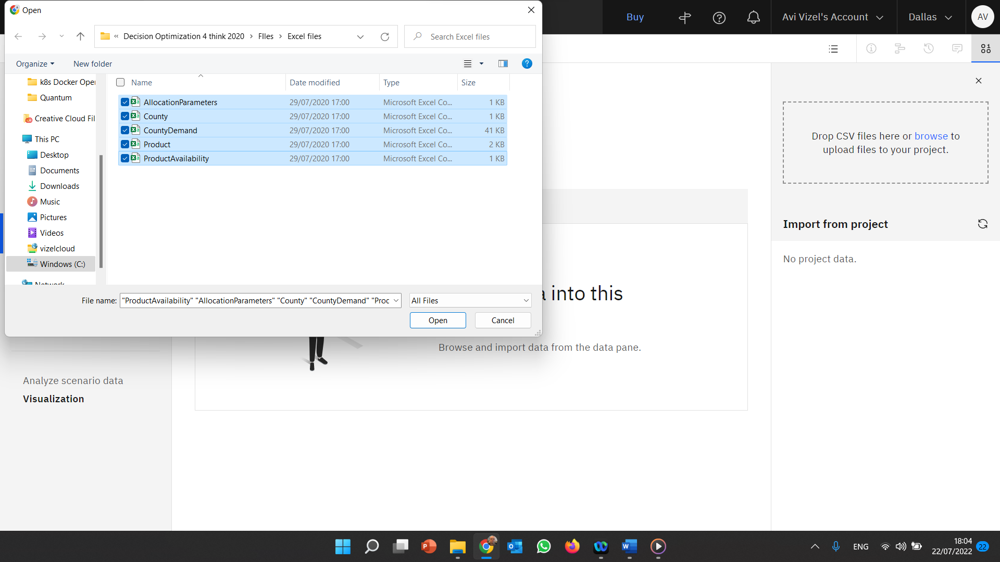 Open
Buy
Avi Vizel's Account
Dallas
AV
« Decision Optimization 4 think 2020 > FIles > Excel files
Search Excel files
Organize
New folder
Name
Date modified
Type
Size
k8s Docker Oper
Quantum
Creative Cloud Fil
This PC
Desktop
Documents
Downloads
Music
Pictures
Videos
vizelcloud
Windows (C:)
Network
AllocationParameters 29/07/2020 17:00 Microsoft Excel Co... 1 KB
County 29/07/2020 17:00 Microsoft Excel Co... 1 KB
CountyDemand 29/07/2020 17:00 Microsoft Excel Co... 41 KB
Product 29/07/2020 17:00 Microsoft Excel Co... 2 KB
ProductAvailability 29/07/2020 17:00 Microsoft Excel Co... 1 KB
File name: "ProductAvailability" "AllocationParameters" "County" "CountyDemand" "Proc
All Files
Open
Cancel
Drop CSV files here or browse to
upload files to your project.
Import from project
No project data.
into this
Browse and import data from the data pane.
Analyze scenario data
Visualization
ENG
18:04
22/07/2022
22